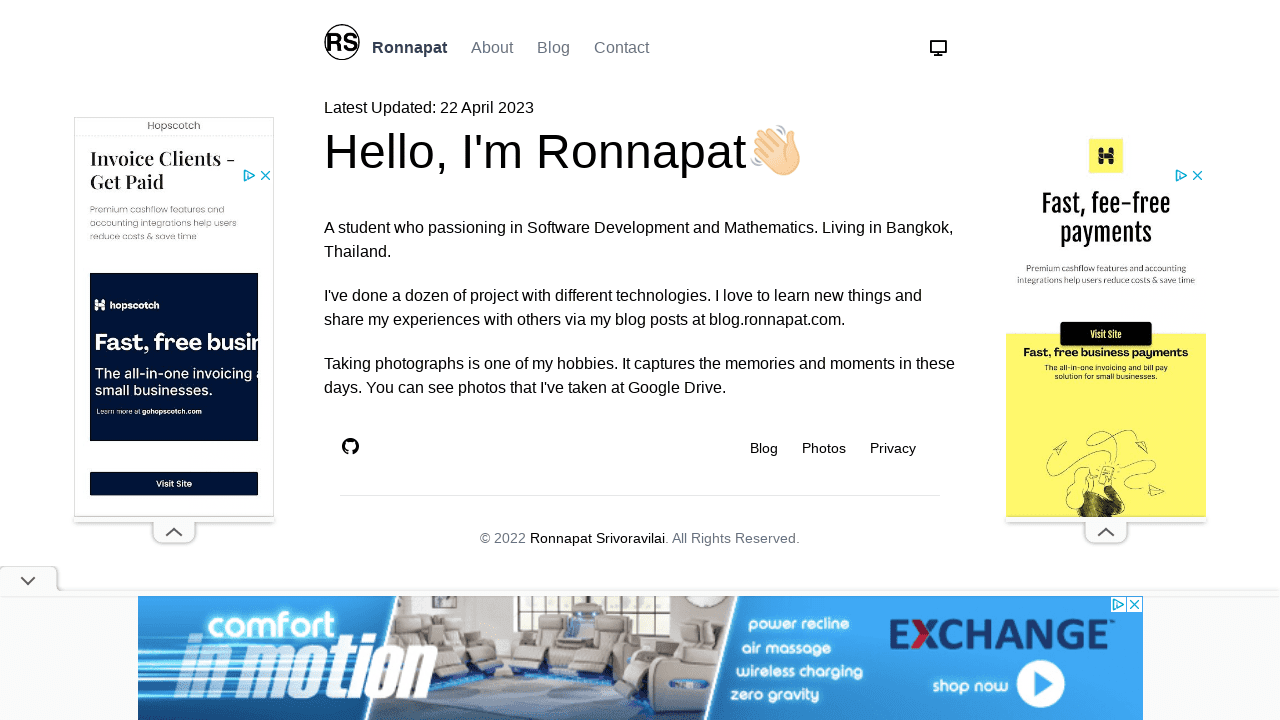 RS
Ronnapat
About
Blog
Contact
Latest Updated: 22 April 2023
Hello, I'm Ronnapat
A student who passioning in Software Development and Mathematics. Living in Bangkok,
Thailand.
I've done a dozen of project with different technologies. I love to learn new things and
share my experiences with others via my blog posts at blog.ronnapat.com.
Taking photographs is one of my hobbies. It captures the memories and moments in these
days. You can see photos that I've taken at Google Drive.
Blog
Photos
Privacy
© 2022 Ronnapat Srivoravilai. All Rights Reserved.
Hopscotch
Invoice Clients -
Get Paid
Premium cashflow features and
accounting integrations help users
reduce costs & save time
hopscotch
Fast, free busin
The all-in-one invoicing a
small businesses.
Learn more at gohopscotch.com
Visit Site
Fast, fee-free
payments
Premium cashflow features and accounting
integrations help users reduce costs & save time
Visit Site
Fast, free business payments
The all-in-one invoicing and bill pay
solution for small businesses.
comfort
in motion
power recline
air massage
wireless charging
zero gravity
EXCHANGE™
shop now